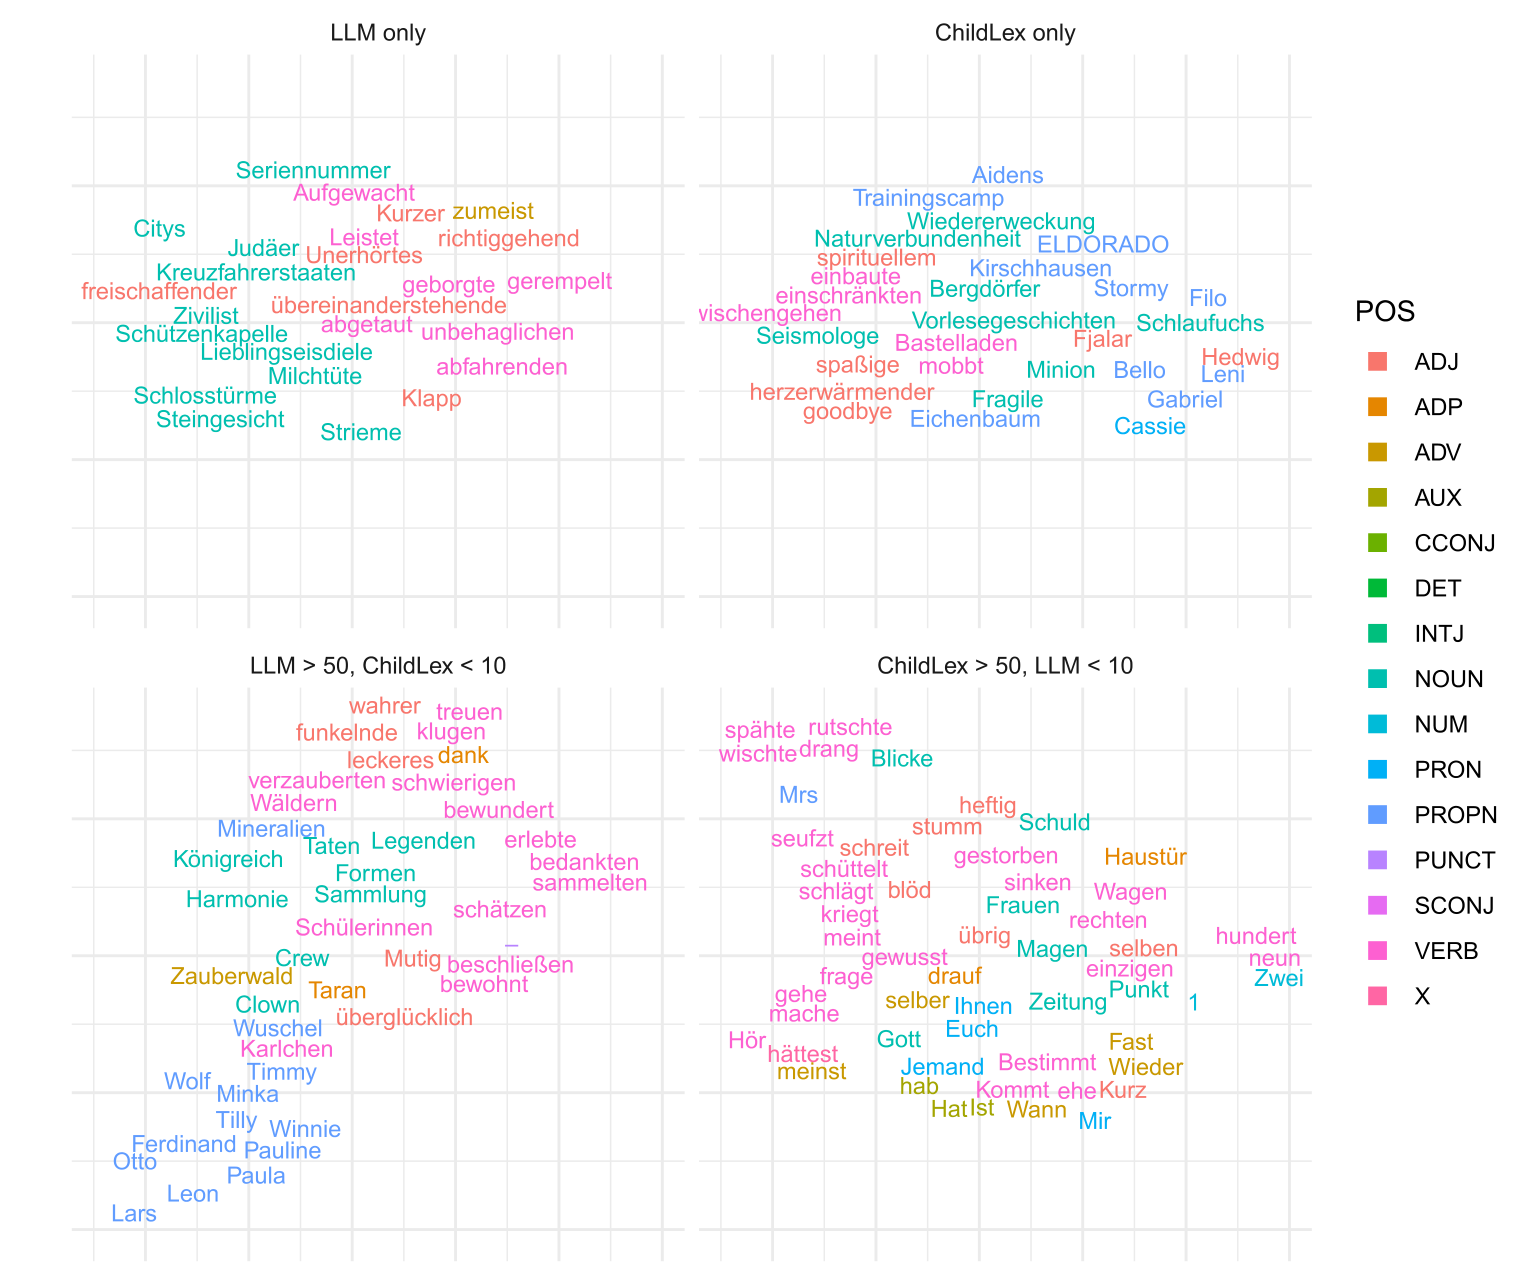 LLM only
Seriennummer
Aufgewacht
Kurzer zumeist
Citys
Leistet richtiggehend
Judäer Unerhörtes
Kreuzfahrerstaaten
geborgte gerempelt
freischaffender
übereinanderstehende
Zivilist
abgetaut unbehaglichen
Schützenkapelle
Lieblingseisdiele
abfahrenden
Milchtüte
Schlosstürme Klapp
Steingesicht
Strieme
ChildLex only
Aidens
Trainingscamp
Wiedererweckung
Naturverbundenheit ELDORADO
spirituellem
Kirschhausen
einbaute
Bergdörfer Stormy
einschränkten Filo
wischengehen
Vorlesegeschichten Schlaufuchs
Seismologe Bastelladen Fjalar
Hedwig
spaßige mobbt Minion Bello Leni
herzerwärmender
Fragile Gabriel
goodbye
Eichenbaum Cassie
LLM > 50, ChildLex < 10
wahrer treuen
funkelnde klugen
leckeres dank
verzauberten schwierigen
Wäldern bewundert
Mineralien
Taten Legenden erlebte
Königreich bedankten
Formen sammelten
Harmonie Sammlung
schätzen
Schülerinnen
_
Crew Mutig beschließen
Zauberwald bewohnt
Taran
Clown überglücklich
Wuschel
Karlchen
Wolf Timmy
Minka
Tilly
Winnie
Ferdinand Pauline
Otto
Paula
Leon
Lars
ChildLex > 50, LLM < 10
spähte rutschte
wischte drang Blicke
Mrs
heftig
stumm Schuld
seufzt schreit gestorben Haustür
schüttelt
schlägt blöd sinken Wagen
kriegt Frauen rechten
meint übrig hundert
gewusst Magen selben neun
frage drauf einzigen Zwei
gehe selber Ihnen Zeitung Punkt 1
mache
Euch
Hör Gott Fast
hättest
meinst Jemand Bestimmt Wieder
hab Kommt ehe Kurz
Hat Ist Wann Mir
POS
ADJ
ADP
ADV
AUX
CCONJ
DET
INTJ
NOUN
NUM
PRON
PROPN
PUNCT
SCONJ
VERB
X